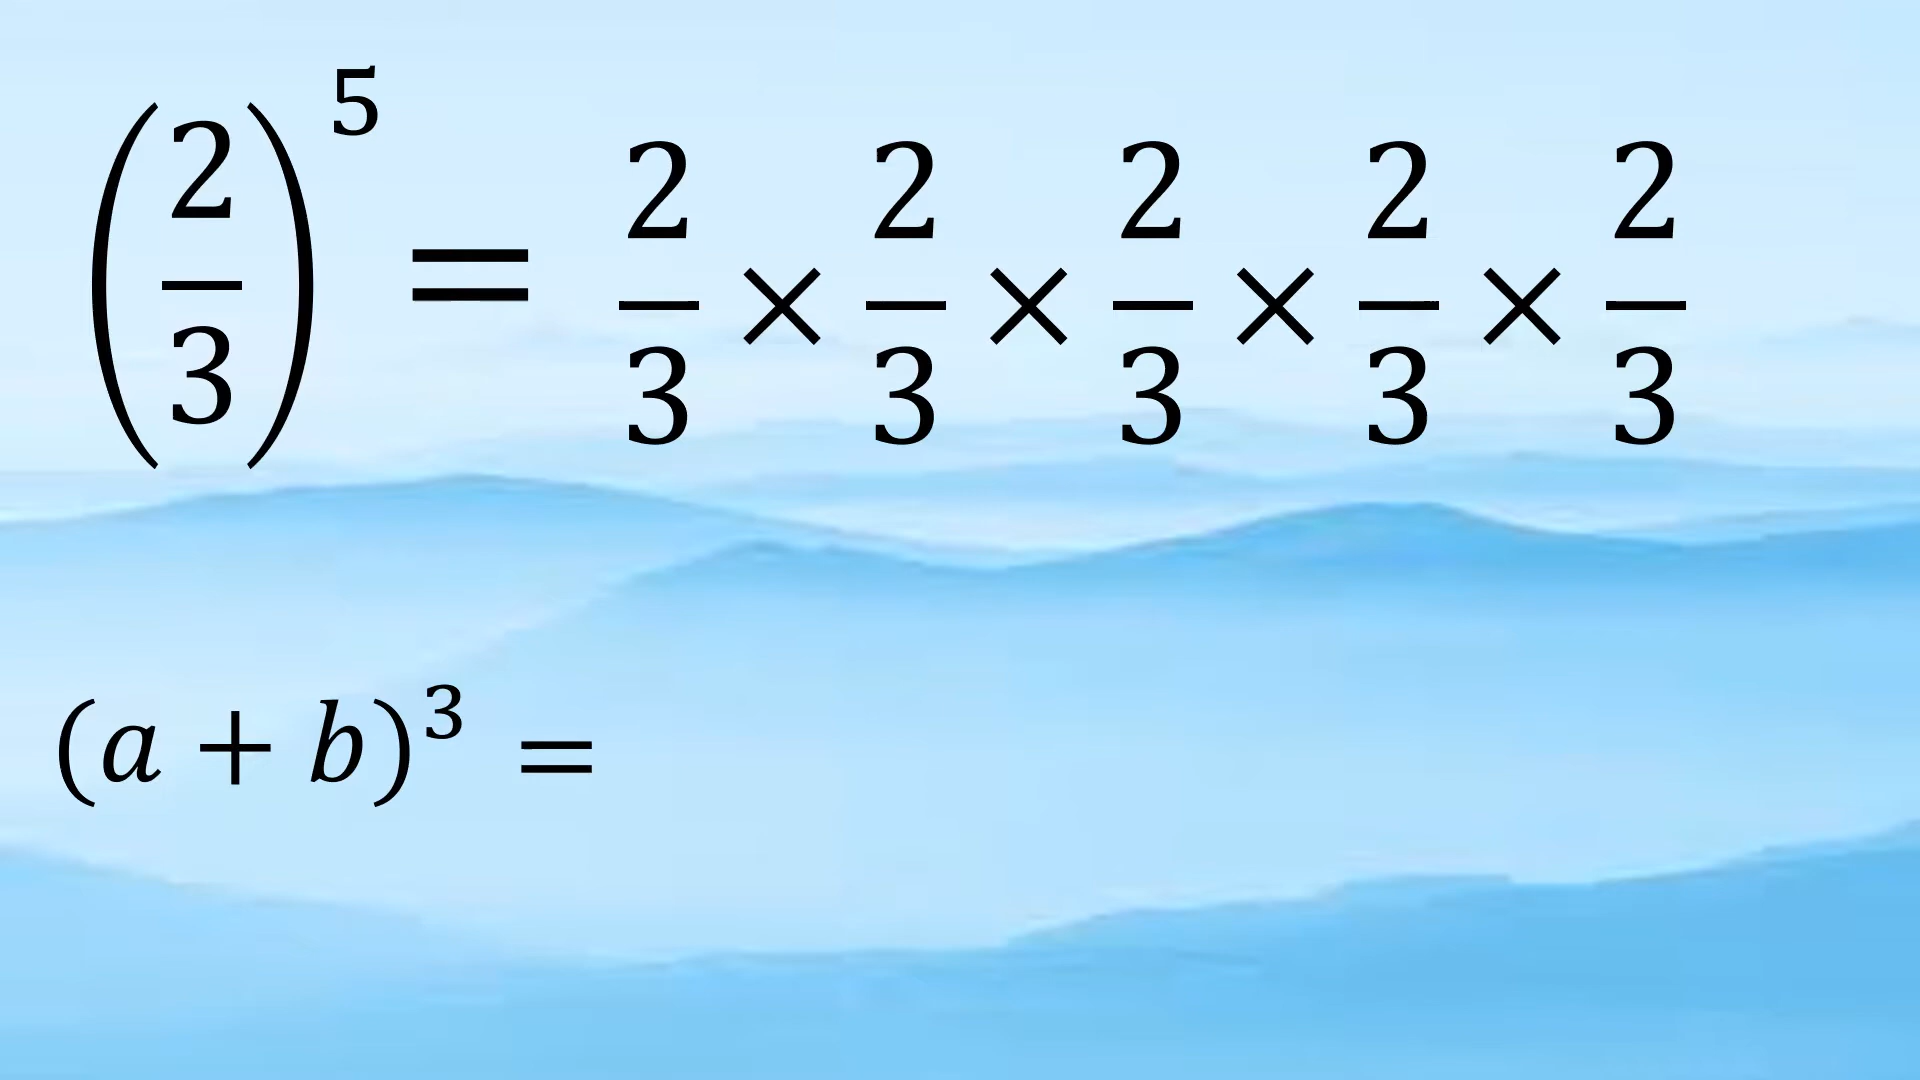 (2/3)⁵ = 2/3 × 2/3 × 2/3 × 2/3 × 2/3
(a + b)³ =